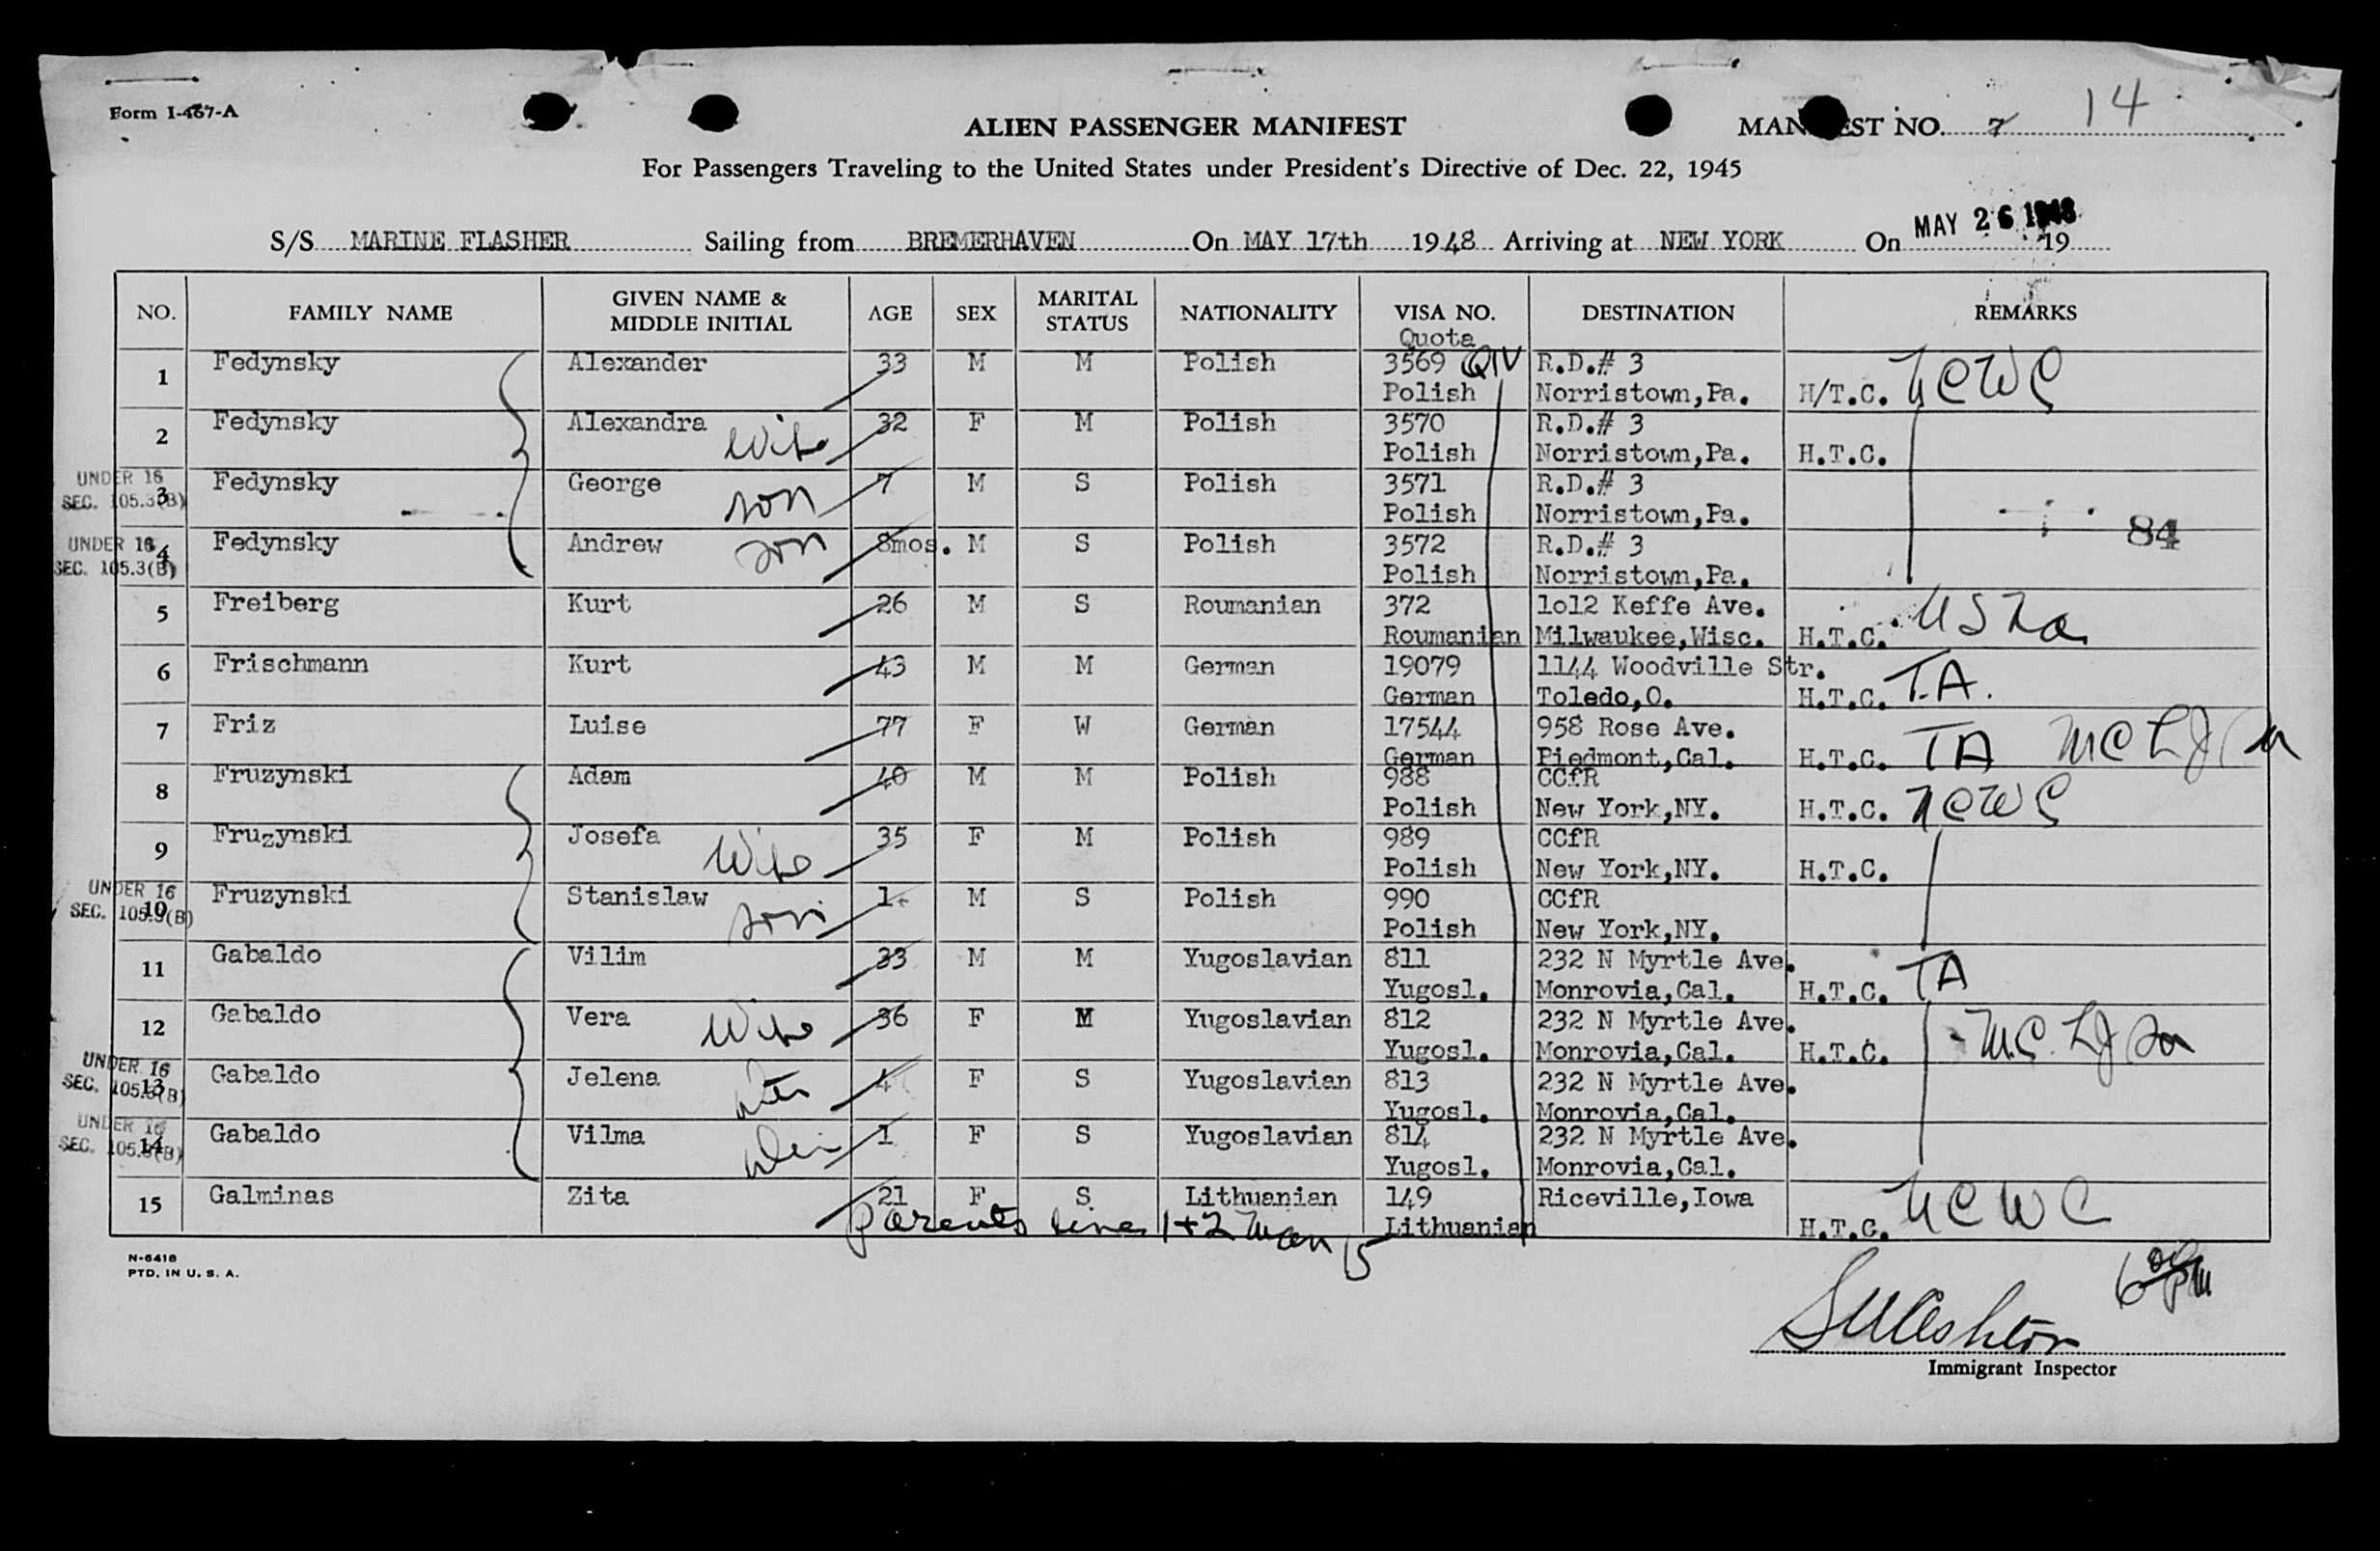 Form I-467-A
ALIEN PASSENGER MANIFEST
MANIFEST NO. 7 14
For Passengers Traveling to the United States under President's Directive of Dec. 22, 1945
S/S MARINE FLASHER Sailing from BREMERHAVEN On MAY 17th 1948 Arriving at NEW YORK On MAY 26 1948 19
NO. FAMILY NAME GIVEN NAME & MIDDLE INITIAL AGE SEX MARITAL STATUS NATIONALITY VISA NO. Quota DESTINATION REMARKS
1 Fedynsky Alexander 33 M M Polish 3569 QIV R.D.# 3
Polish Norristown,Pa. H/T.C. NCWC
2 Fedynsky Alexandra wife 32 F M Polish 3570 R.D.# 3
Polish Norristown,Pa. H.T.C.
UNDER 16 SEC. 105.3(B) 3 Fedynsky George son 7 M S Polish 3571 R.D.# 3
Polish Norristown,Pa.
84
UNDER 16 SEC. 105.3(B) 4 Fedynsky Andrew son 8mos. M S Polish 3572 R.D.# 3
Polish Norristown,Pa.
5 Freiberg Kurt 26 M S Roumanian 372 1o12 Keffe Ave.
Roumanian Milwaukee,Wisc. H.T.C. USNa
6 Frischmann Kurt 43 M M German 19079 1144 Woodville Str.
German Toledo,O. H.T.C. T.A.
7 Friz Luise 77 F W German 17544 958 Rose Ave.
German Piedmont,Cal. H.T.C. TA
8 Fruzynski Adam 40 M M Polish 988 CCfR
Polish New York,NY. H.T.C. NCWC
9 Fruzynski Josefa Wife 35 F M Polish 989 CCfR
Polish New York,NY. H.T.C.
UNDER 16 SEC. 105.3(B) 10 Fruzynski Stanislaw son 1 M S Polish 990 CCfR
Polish New York,NY.
11 Gabaldo Vilim 33 M M Yugoslavian 811 232 N Myrtle Ave.
Yugosl. Monrovia,Cal. H.T.C. TA
12 Gabaldo Vera Wife 36 F M Yugoslavian 812 232 N Myrtle Ave.
Yugosl. Monrovia,Cal. H.T.C.
UNDER 16 SEC. 105.3(B) 13 Gabaldo Jelena 4 F S Yugoslavian 813 232 N Myrtle Ave.
Yugosl. Monrovia,Cal.
UNDER 16 SEC. 105.3(B) 14 Gabaldo Vilma 1 F S Yugoslavian 814 232 N Myrtle Ave.
Yugosl. Monrovia,Cal.
15 Galminas Zita 21 F S Lithuanian 149 Riceville,Iowa
Lithuanian H.T.C. NCWC
Parents lines 1+2 Man 15
N-6418
PTD. IN U. S. A.
6 PM
Immigrant Inspector